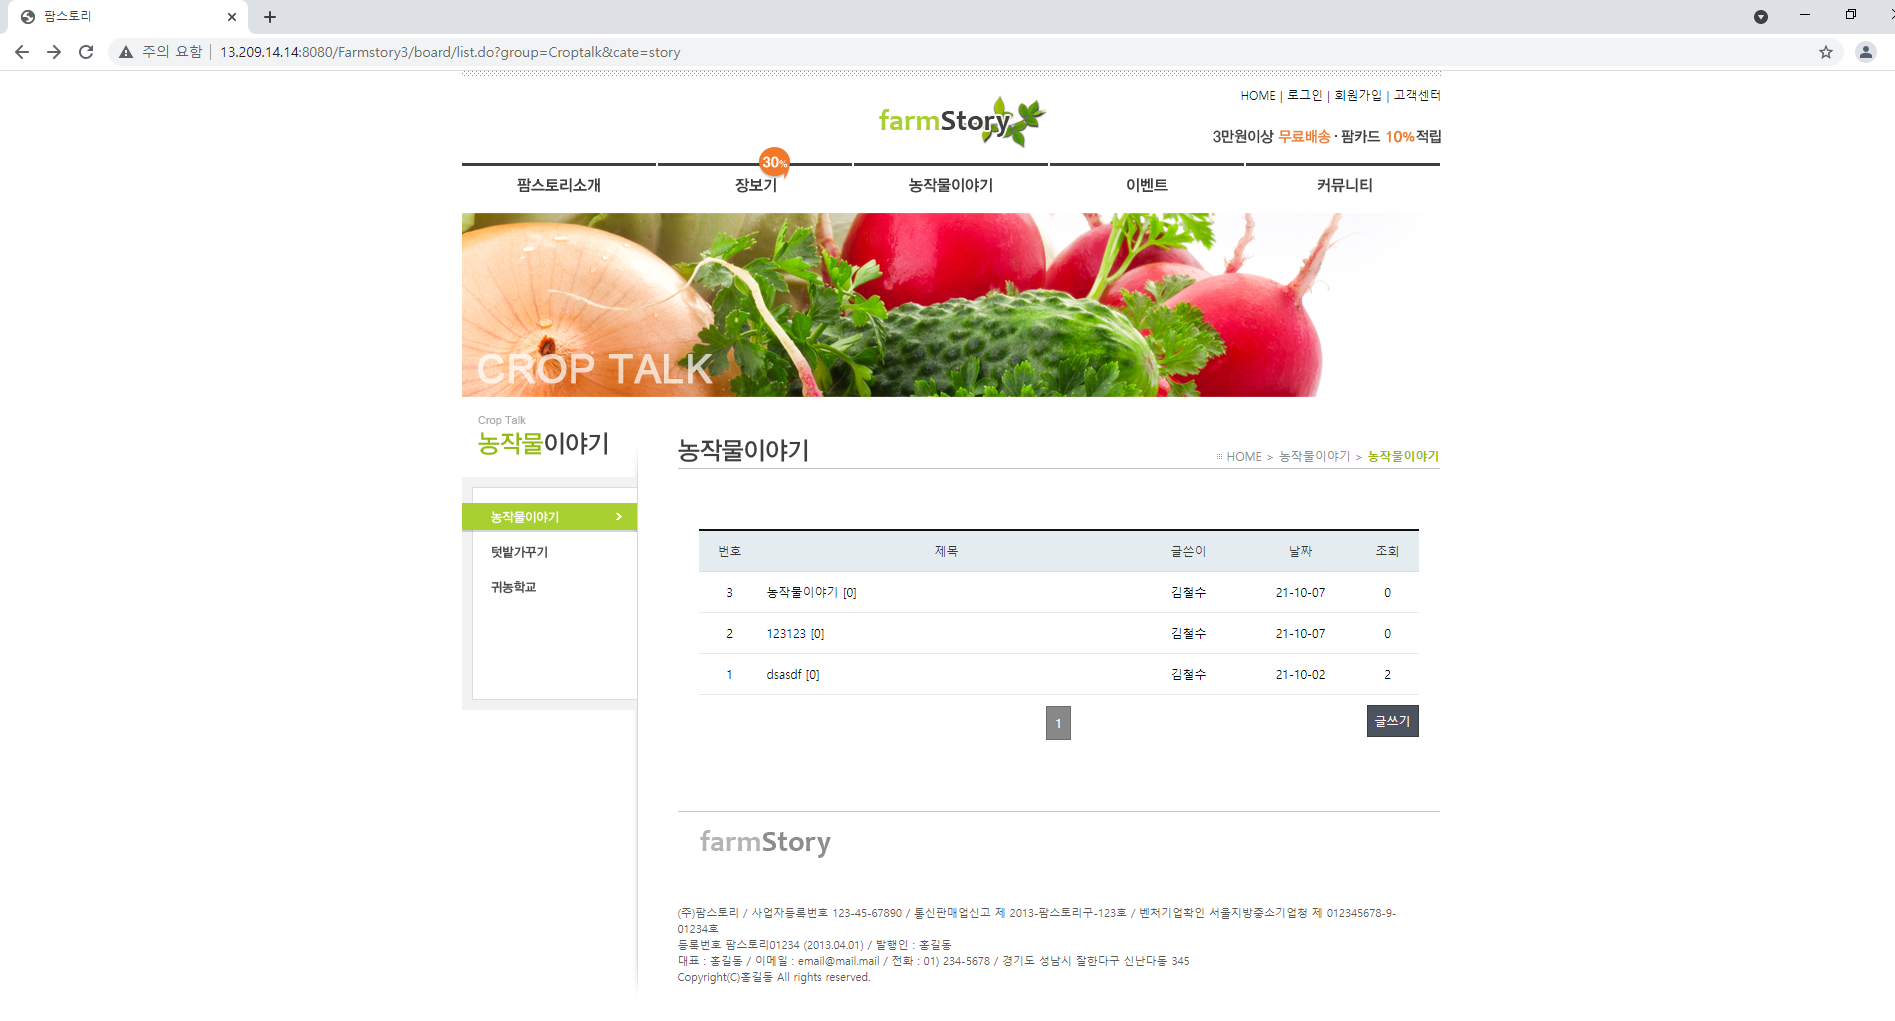 팜스토리
주의 요함 | 13.209.14.14:8080/Farmstory3/board/list.do?group=Croptalk&cate=story
HOME | 로그인 | 회원가입 | 고객센터
farmStory
3만원이상 무료배송 · 팜카드 10%적립
30%
팜스토리소개 장보기 농작물이야기 이벤트 커뮤니티
CROP TALK
Crop Talk
농작물이야기
농작물이야기
텃밭가꾸기
귀농학교
농작물이야기
HOME > 농작물이야기 > 농작물이야기
번호 제목 글쓴이 날짜 조회
3 농작물이야기 [0] 김철수 21-10-07 0
2 123123 [0] 김철수 21-10-07 0
1 dsasdf [0] 김철수 21-10-02 2
1
글쓰기
farmStory
(주)팜스토리 / 사업자등록번호 123-45-67890 / 통신판매업신고 제 2013-팜스토리구-123호 / 벤처기업확인 서울지방중소기업청 제 012345678-9-
01234호
등록번호 팜스토리01234 (2013.04.01) / 발행인 : 홍길동
대표 : 홍길동 / 이메일 : email@mail.mail / 전화 : 01) 234-5678 / 경기도 성남시 잘한다구 신난다동 345
Copyright(C)홍길동 All rights reserved.